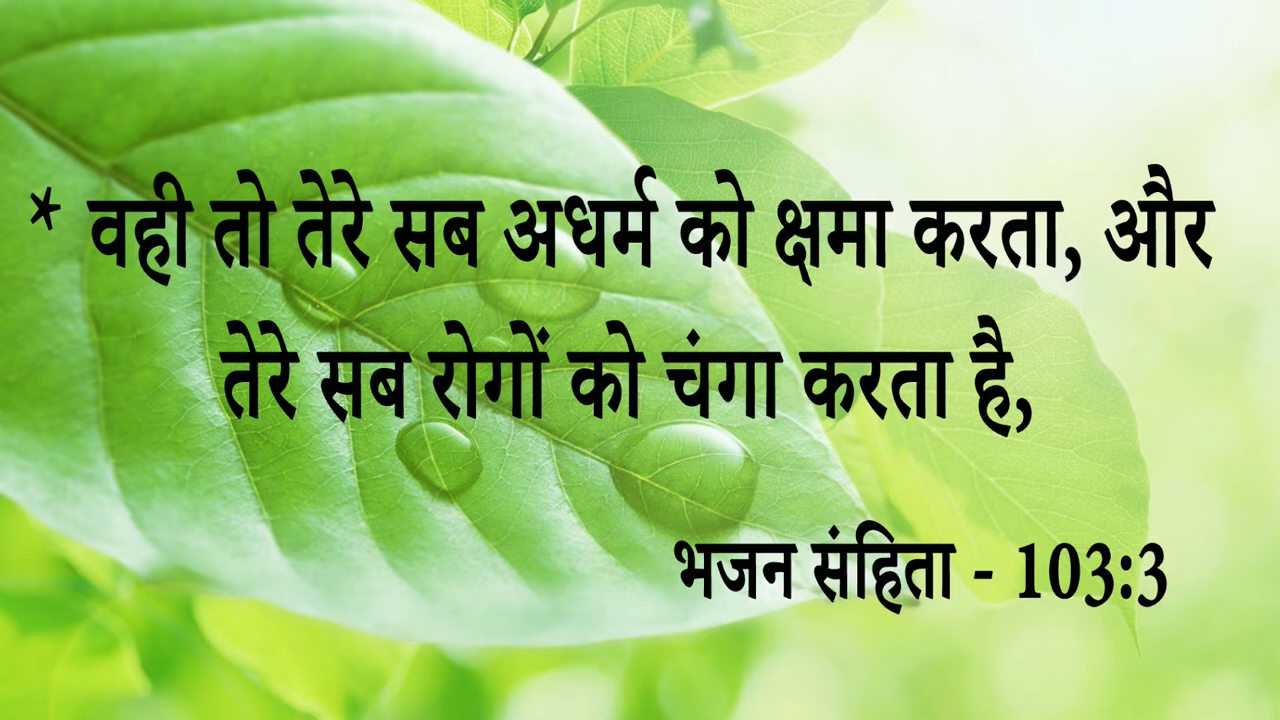 * वही तो तेरे सब अधर्म को क्षमा करता, और
तेरे सब रोगों को चंगा करता है,
भजन संहिता - 103:3